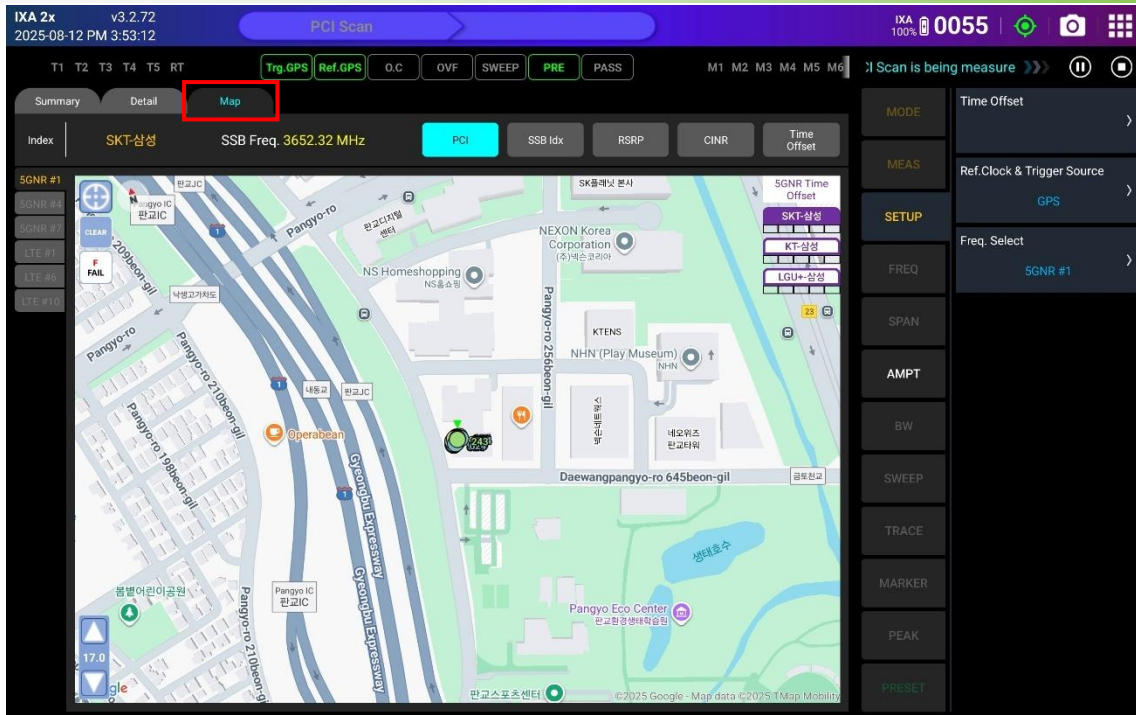 IXA 2x v3.2.72
2025-08-12 PM 3:53:12
PCI Scan
IXA
100%
0055
T1 T2 T3 T4 T5 RT
Trg.GPS Ref.GPS O.C OVF SWEEP PRE PASS
M1 M2 M3 M4 M5 M6
CI Scan is being measure
Summary Detail Map
Index SKT-삼성 SSB Freq. 3652.32 MHz
PCI SSB Idx RSRP CINR Time
Offset
5GNR #1
5GNR #4
5GNR #7
LTE #1
LTE #6
LTE #10
N
CLEAR
F
FAIL
판교JC
판교IC
Pangyo-ro
판교디지털
센터
SK플래닛 본사
NEXON Korea
Corporation
(주)넥슨코리아
5GNR Time
Offset
SKT-삼성
KT-삼성
LGU+-삼성
209beon-gil
1
NS Homeshopping
NS홈쇼핑
낙생고가차도
Pangyo-ro
Pangyo-ro 210beon-gil
Pangyo-ro 256beon-gil
KTENS
23
NHN (Play Museum)
NHN
1
내동교
판교JC
Operabean
Pangyo-ro 198beon-gil
243
넥슨네트웍스
네오위즈
판교타워
Daewangpangyo-ro 645beon-gil
금토천교
Gyeongbu Expressway
1
생태호수
Gyeongbu Expressway
봄볕어린이공원
Pangyo IC
판교IC
Pangyo-ro 210beon-gil
Pangyo Eco Center
판교환경생태학습원
17.0
gle
판교스포츠센터
©2025 Google - Map data ©2025 TMap Mobility
MODE
MEAS
SETUP
FREQ
SPAN
AMPT
BW
SWEEP
TRACE
MARKER
PEAK
PRESET
Time Offset
Ref.Clock & Trigger Source
GPS
Freq. Select
5GNR #1